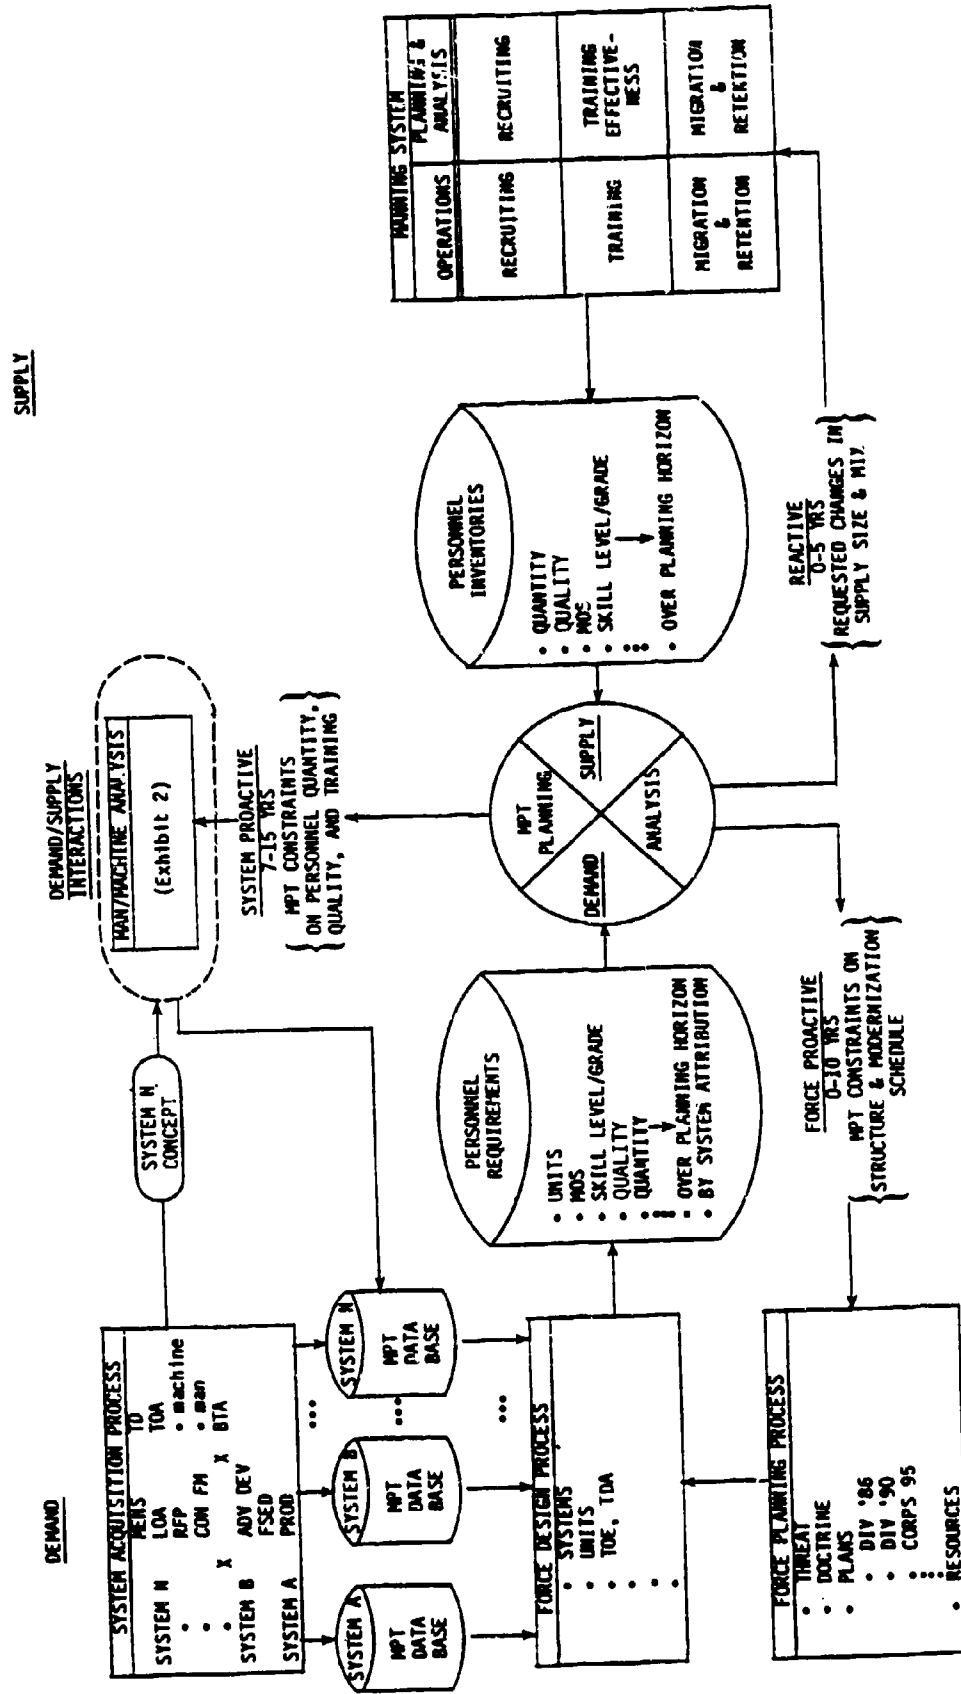 DEMAND
SUPPLY
SYSTEM ACQUISITION PROCESS
MENS TD
SYSTEM N LOA TOA
• RFP • machine
• CON FM • man
• X X BTA
SYSTEM B ADV DEV
FSED
SYSTEM A PROD
SYSTEM N
CONCEPT
DEMAND/SUPPLY
INTERACTIONS
MAN/MACHINE ANALYSIS
(Exhibit 2)
SYSTEM PROACTIVE
7-15 YRS
MPT CONSTRAINTS
ON PERSONNEL QUANTITY,
QUALITY, AND TRAINING
SYSTEM A
MPT
DATA
BASE
SYSTEM B
MPT
DATA
BASE
•••
•••
•••
SYSTEM N
MPT
DATA
BASE
FORCE DESIGN PROCESS
• SYSTEMS
• UNITS
• TOE, TDA
•
•
•
FORCE PLANNING PROCESS
• THREAT
• DOCTRINE
• PLANS
• DIV '86
• DIV '90
• CORPS 95
• RESOURCES
PERSONNEL
REQUIREMENTS
• UNITS
• MOS
• SKILL LEVEL/GRADE
• QUALITY
• QUANTITY
• OVER PLANNING HORIZON
• BY SYSTEM ATTRIBUTION
MPT
PLANNING
DEMAND
SUPPLY
ANALYSIS
PERSONNEL
INVENTORIES
• QUANTITY
• QUALITY
• MOS
• SKILL LEVEL/GRADE
• OVER PLANNING HORIZON
MANNING SYSTEM
OPERATIONS PLANNING & ANALYSIS
RECRUITING RECRUITING
TRAINING TRAINING EFFECTIVE-NESS
MIGRATION & RETENTION MIGRATION & RETENTION
FORCE PROACTIVE
0-10 YRS
MPT CONSTRAINTS ON
STRUCTURE & MODERNIZATION
SCHEDULE
REACTIVE
0-5 YRS
REQUESTED CHANGES IN
SUPPLY SIZE & MIX